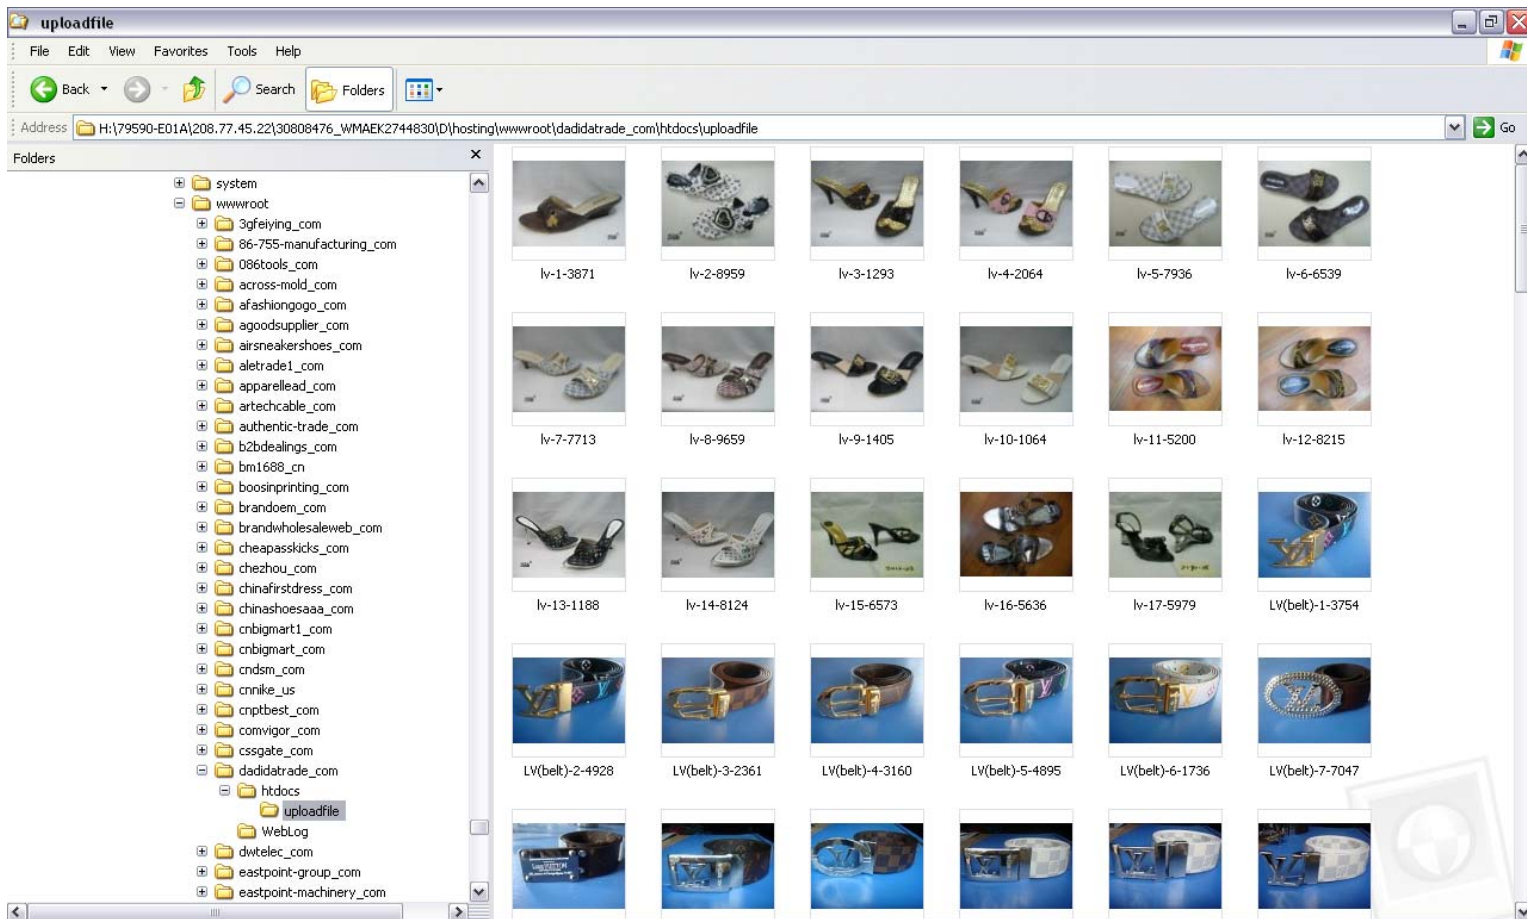 uploadfile
File Edit View Favorites Tools Help
Back Search Folders
Address H:\79590-E01A\208.77.45.22\30808476_WMAEK2744830\D\hosting\wwwroot\dadidatrade_com\htdocs\uploadfile Go
Folders
system
wwwroot
3gfeiying_com
86-755-manufacturing_com
086tools_com
across-mold_com
afashiongogo_com
agoodsupplier_com
airsneakershoes_com
aletrade1_com
apparellead_com
artechcable_com
authentic-trade_com
b2bdealings_com
bm1688_cn
boosinprinting_com
brandoem_com
brandwholesaleweb_com
cheapasskicks_com
chezhou_com
chinafirstdress_com
chinashoesaaa_com
cnbigmart1_com
cnbigmart_com
cndsm_com
cnnike_us
cnptbest_com
comvigor_com
cssgate_com
dadidatrade_com
htdocs
uploadfile
WebLog
dwtelec_com
eastpoint-group_com
eastpoint-machinery_com
lv-1-3871 lv-2-8959 lv-3-1293 lv-4-2064 lv-5-7936 lv-6-6539
lv-7-7713 lv-8-9659 lv-9-1405 lv-10-1064 lv-11-5200 lv-12-8215
lv-13-1188 lv-14-8124 lv-15-6573 lv-16-5636 lv-17-5979 LV(belt)-1-3754
LV(belt)-2-4928 LV(belt)-3-2361 LV(belt)-4-3160 LV(belt)-5-4895 LV(belt)-6-1736 LV(belt)-7-7047